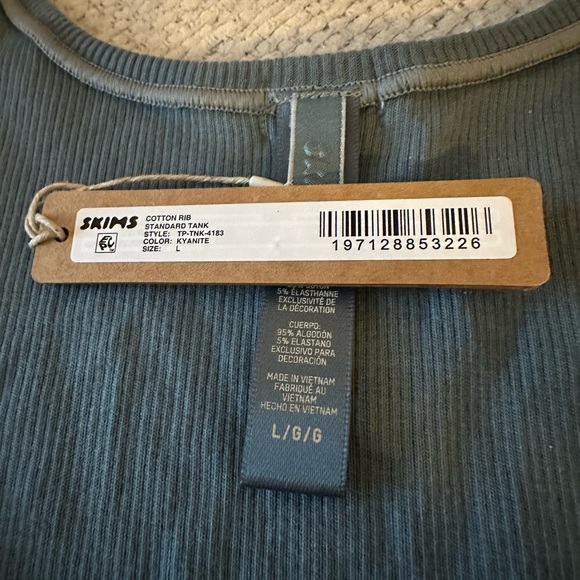 SKIMS
COTTON RIB
STANDARD TANK
STYLE: TP-TNK-4183
COLOR: KYANITE
SIZE: L
197128853226
5% ELASTHANNE
EXCLUSIVITÉ DE
LA DÉCORATION
CUERPO:
95% ALGODÓN
5% ELASTANO
EXCLUSIVO PARA
DECORACIÓN
MADE IN VIETNAM
FABRIQUÉ AU
VIETNAM
HECHO EN VIETNAM
L/G/G